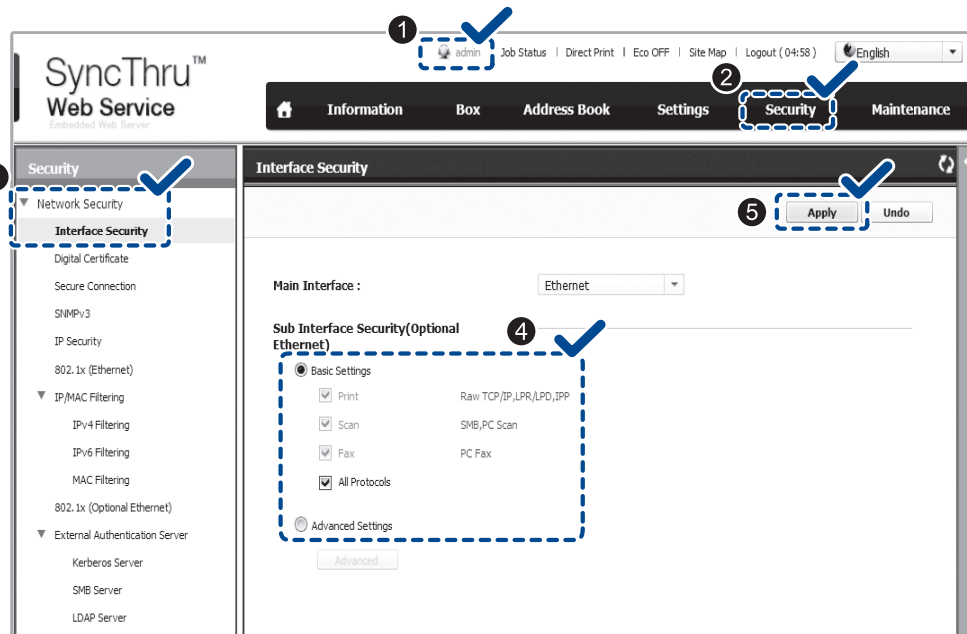 1
admin | Job Status | Direct Print | Eco OFF | Site Map | Logout ( 04:58 ) English
SyncThru™
Web Service
Embedded Web Server
2
Information Box Address Book Settings Security Maintenance
Security
Network Security
Interface Security
Digital Certificate
Secure Connection
SNMPv3
IP Security
802.1x (Ethernet)
IP/MAC Filtering
IPv4 Filtering
IPv6 Filtering
MAC Filtering
802.1x (Optional Ethernet)
External Authentication Server
Kerberos Server
SMB Server
LDAP Server
Interface Security
5 Apply Undo
Main Interface : Ethernet
Sub Interface Security(Optional
Ethernet)
4
Basic Settings
Print Raw TCP/IP,LPR/LPD,IPP
Scan SMB,PC Scan
Fax PC Fax
All Protocols
Advanced Settings
Advanced